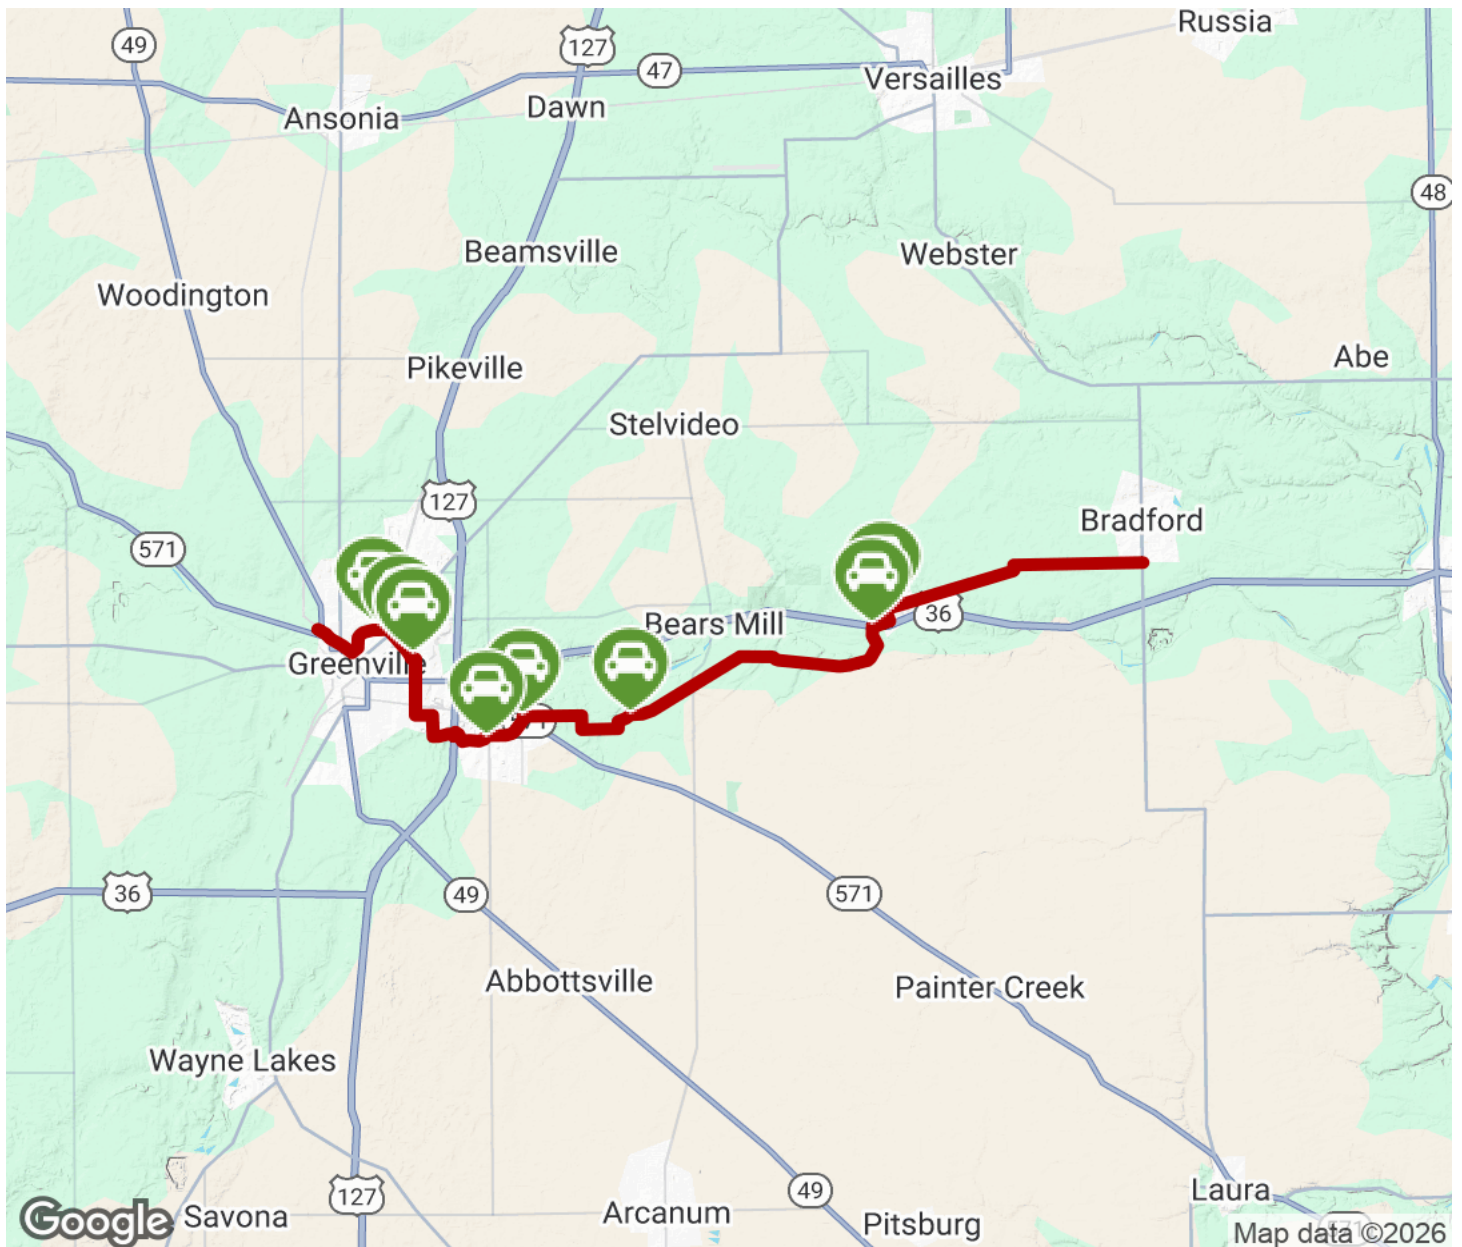 Russia
49
127
47
Versailles
Dawn
Ansonia
48
Beamsville
Webster
Woodington
Abe
Pikeville
Stelvideo
127
Bradford
571
36
Bears Mill
Greenville
36
49
571
Abbottsville
Painter Creek
Wayne Lakes
49
127
Laura
Google
Savona
Arcanum
Pitsburg
Map data ©2026